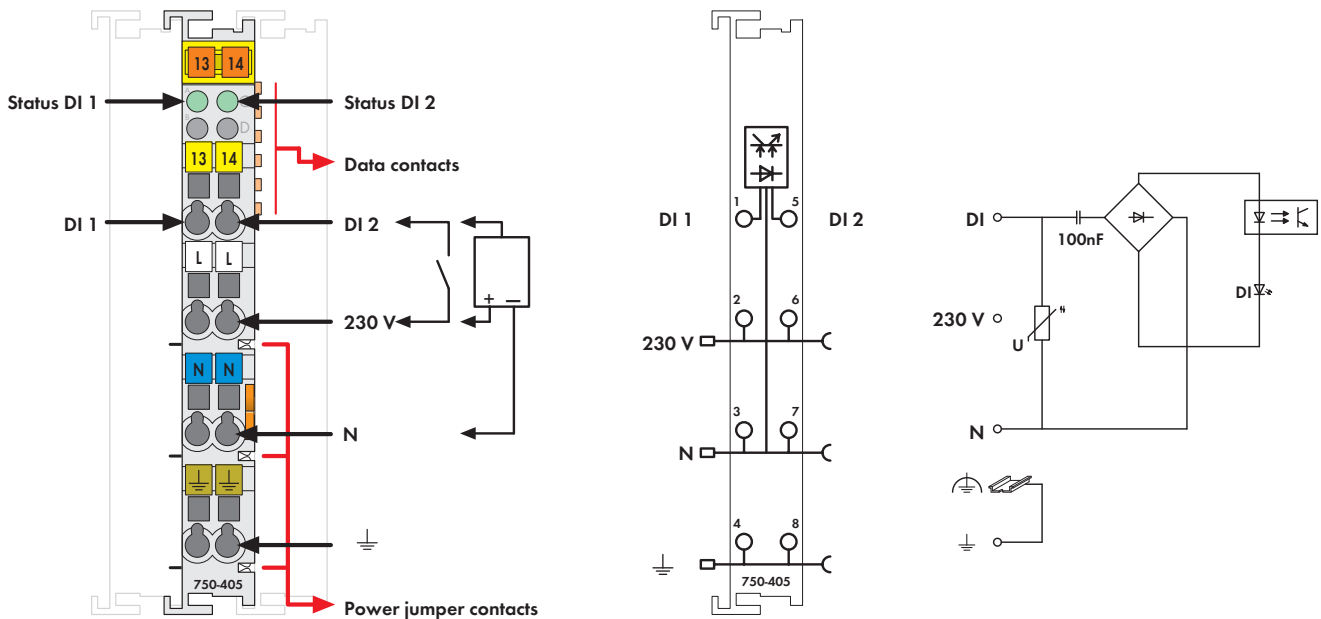 13 14
A C
Status DI 1
Status DI 2
B D
13 14
Data contacts
DI 1
DI 2
L L
+ −
230 V
N N
N
750-405
Power jumper contacts
1 5
DI 1
DI 2
2 6
230 V
3 7
N
4 8
750-405
DI
100nF
DI
230 V
U
N